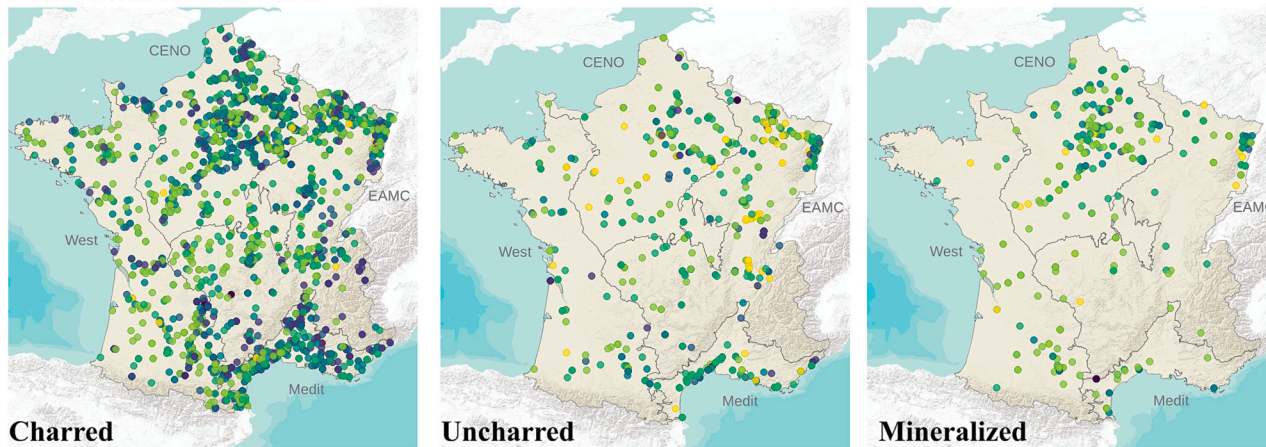 CENO
EAMC
West
Medit
Charred
CENO
EAMC
West
Medit
Uncharred
CENO
EAMC
West
Medit
Mineralized